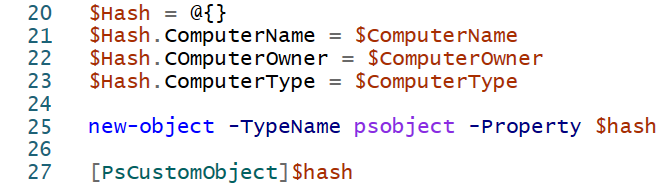 20 $Hash = @{}
21 $Hash.ComputerName = $ComputerName
22 $Hash.COmputerOwner = $ComputerOwner
23 $Hash.ComputerType = $ComputerType
24
25 new-object -TypeName psobject -Property $hash
26
27 [PsCustomObject]$hash